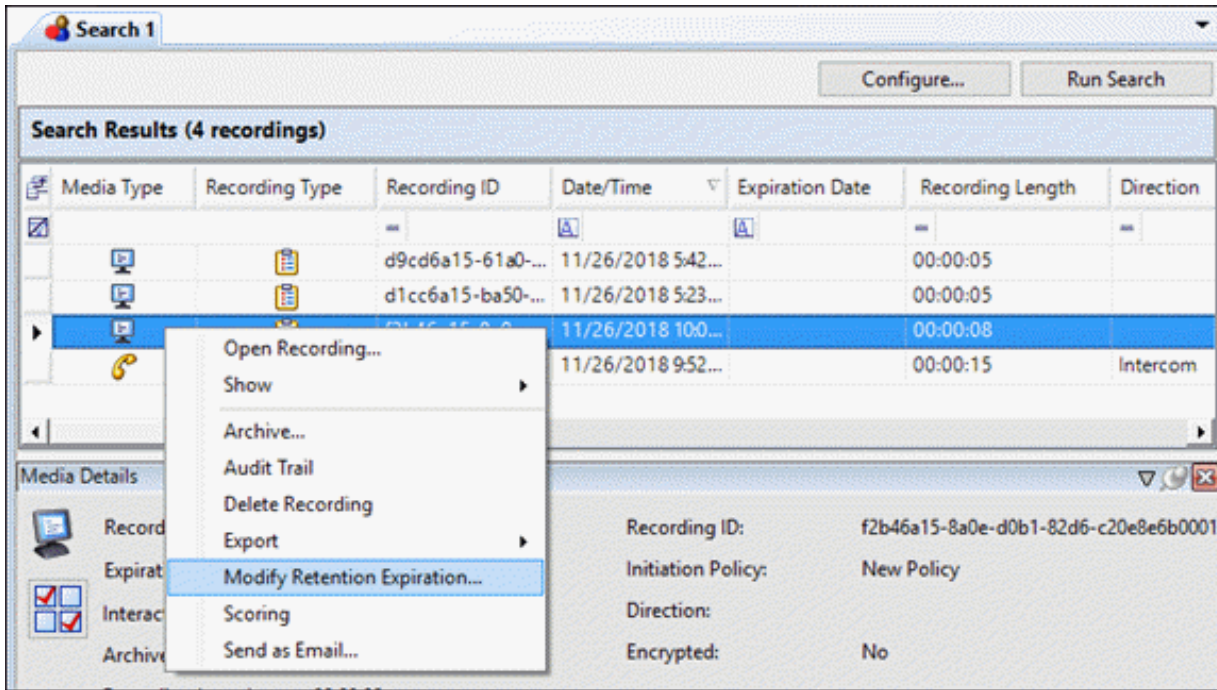 Search 1
Configure... Run Search
Search Results (4 recordings)
Media Type Recording Type Recording ID Date/Time Expiration Date Recording Length Direction
= A A = =
d9cd6a15-61a0-... 11/26/2018 5:42... 00:00:05
d1cc6a15-ba50-... 11/26/2018 5:23... 00:00:05
11/26/2018 10:0... 00:00:08
11/26/2018 9:52... 00:00:15 Intercom
Open Recording...
Show
Archive...
Audit Trail
Delete Recording
Export
Modify Retention Expiration...
Scoring
Send as Email...
Media Details
Record Recording ID: f2b46a15-8a0e-d0b1-82d6-c20e8e6b0001
Expirat Initiation Policy: New Policy
Interac Direction:
Archive Encrypted: No